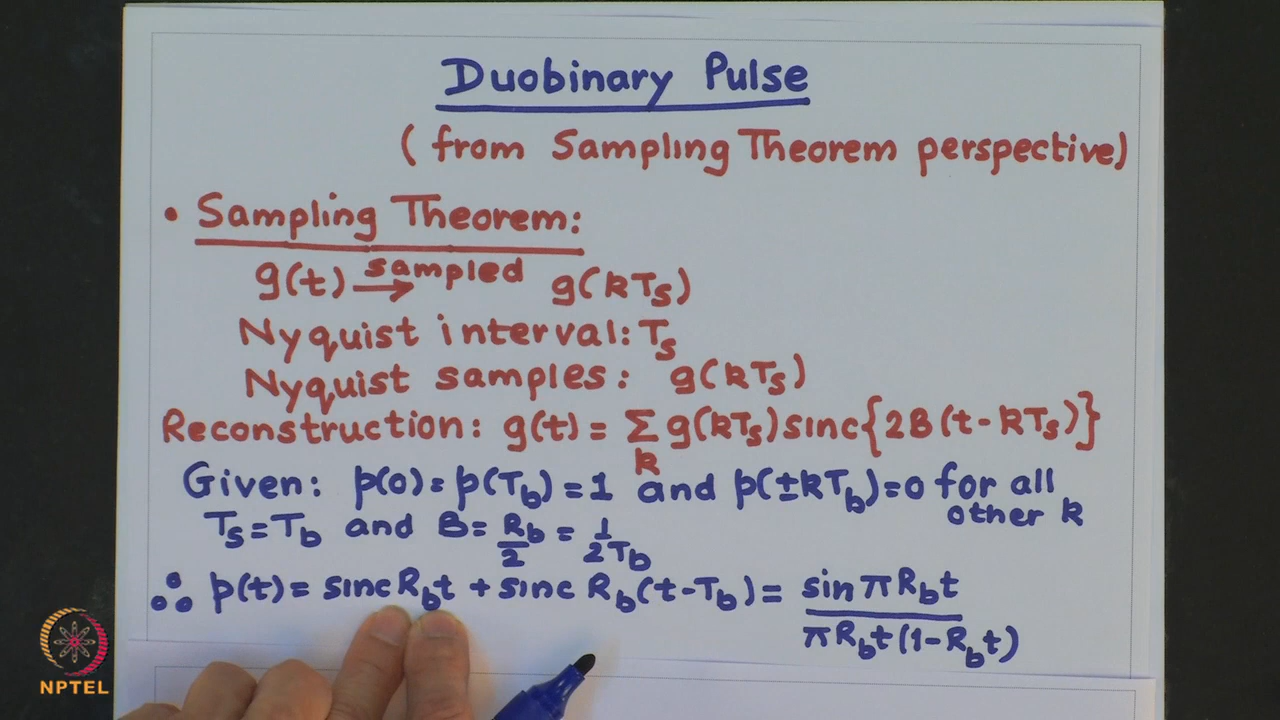 Duobinary Pulse
(from Sampling Theorem perspective)
• Sampling Theorem:
g(t) sampled→ g(kTs)
Nyquist interval: Ts
Nyquist samples: g(kTs)
Reconstruction: g(t) = Σk g(kTs) sinc{2B(t-kTs)}
Given: p(0) = p(Tb) = 1 and p(±kTb)=0 for all other k
Ts=Tb and B= Rb/2 = 1/2Tb
∴ p(t) = sinc Rbt + sinc Rb(t-Tb) = sin πRbt / πRbt(1-Rbt)
NPTEL